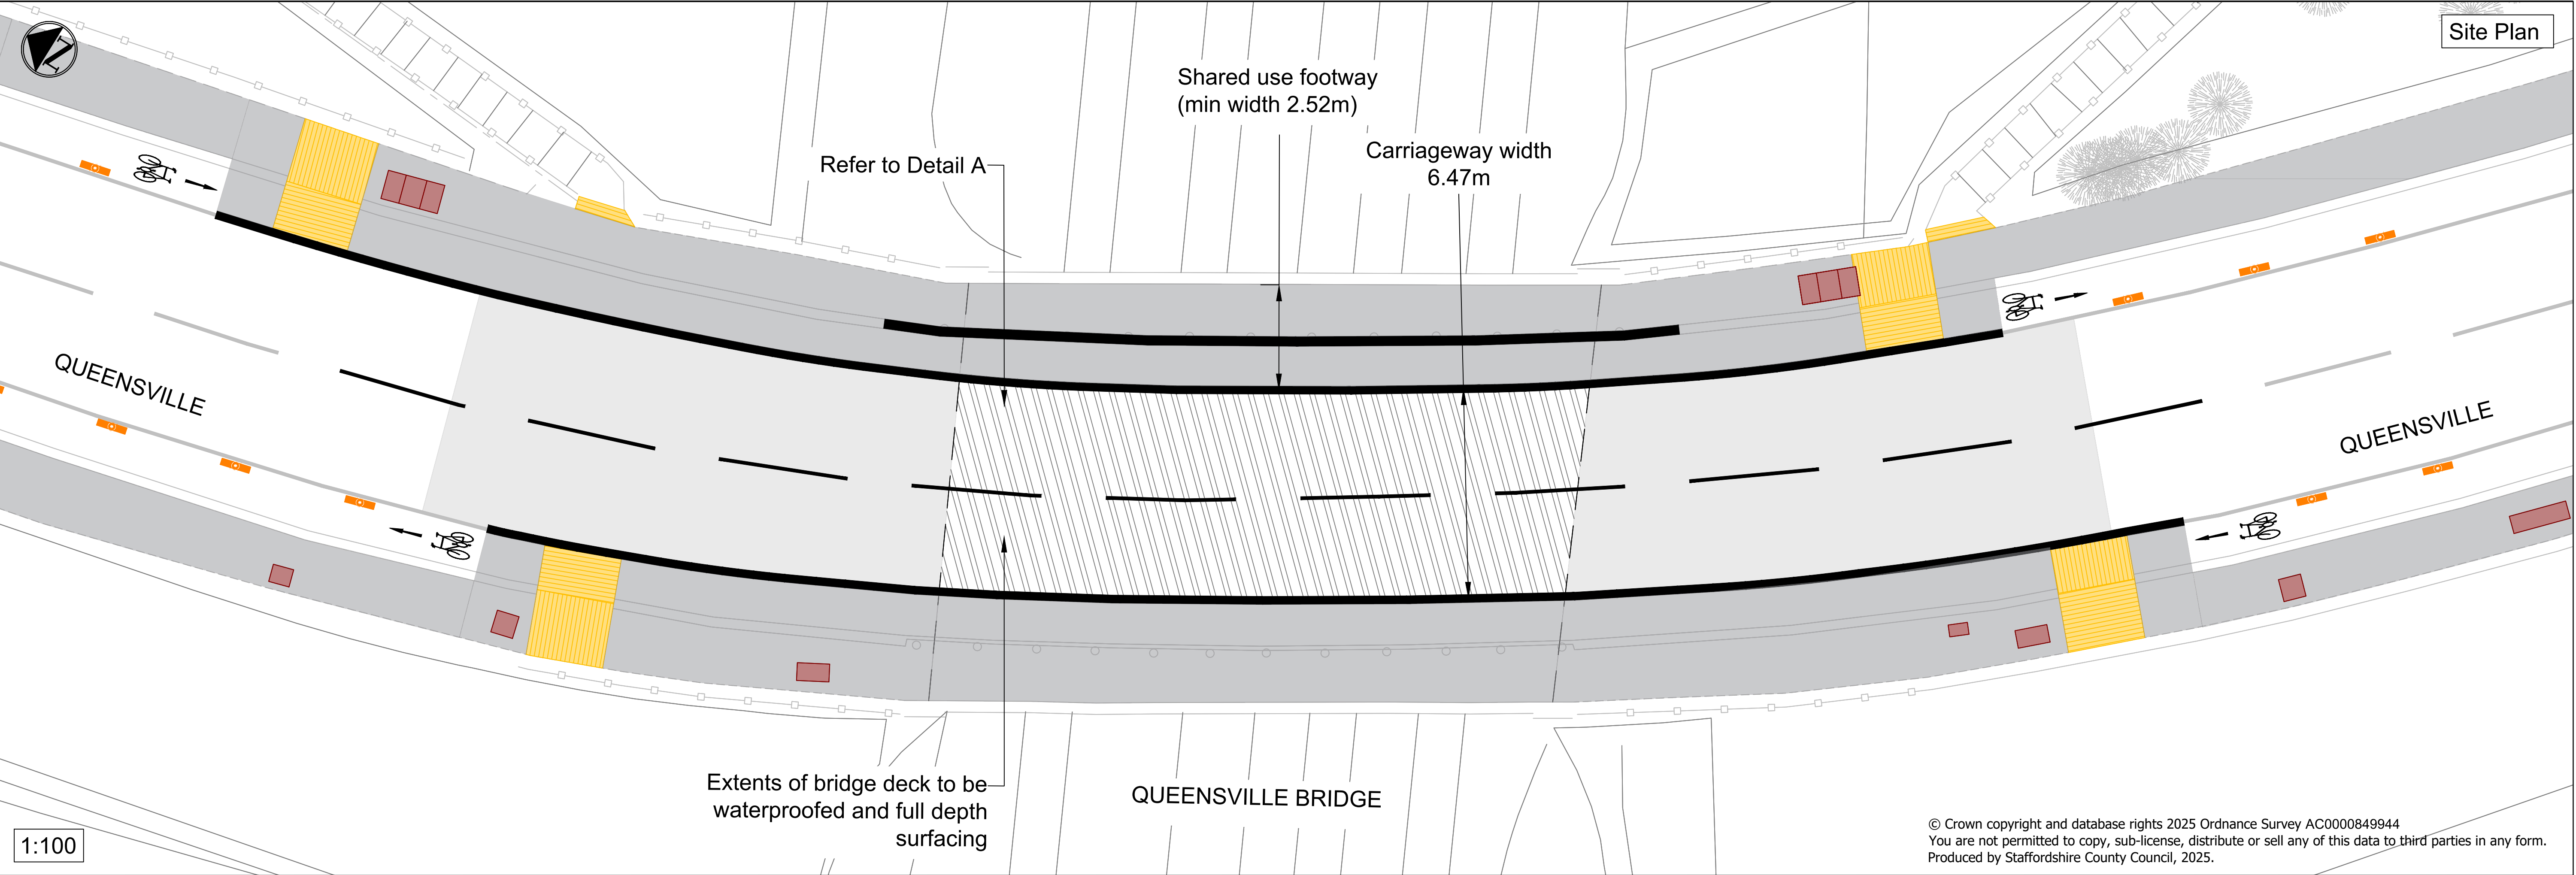 N
Site Plan
Shared use footway
(min width 2.52m)
Carriageway width
6.47m
Refer to Detail A
QUEENSVILLE
QUEENSVILLE
Extents of bridge deck to be
waterproofed and full depth
surfacing
QUEENSVILLE BRIDGE
1:100
© Crown copyright and database rights 2025 Ordnance Survey AC0000849944
You are not permitted to copy, sub-license, distribute or sell any of this data to third parties in any form.
Produced by Staffordshire County Council, 2025.